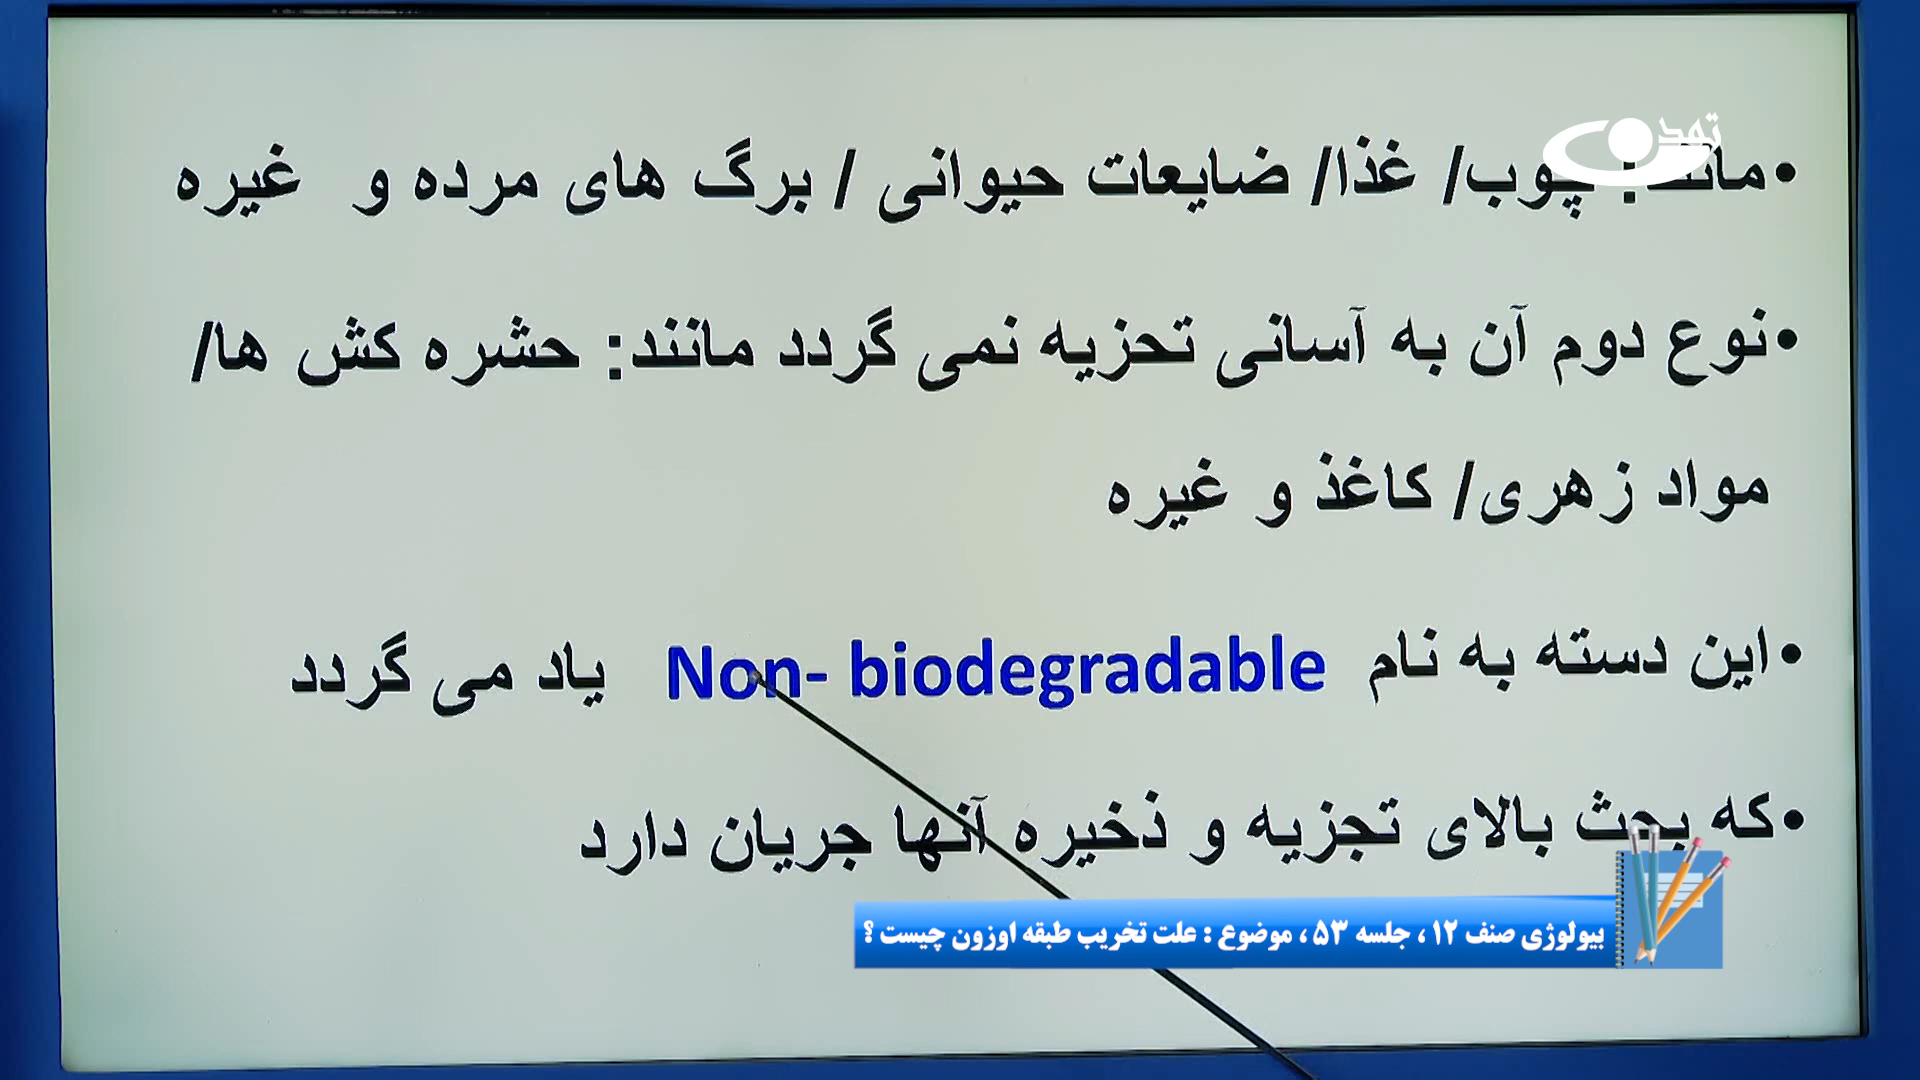 تمدن
•مانند: چوب/ غذا/ ضایعات حیوانی / برگ های مرده و غیره
•نوع دوم آن به آسانی تحزیه نمی گردد مانند: حشره کش ها/
مواد زهری/ کاغذ و غیره
•این دسته به نام Non- biodegradable یاد می گردد
•که بحث بالای تجزیه و ذخیره آنها جریان دارد
بیولوژی صنف ۱۲ ، جلسه ۵۳ ، موضوع : علت تخریب طبقه اوزون چیست ؟